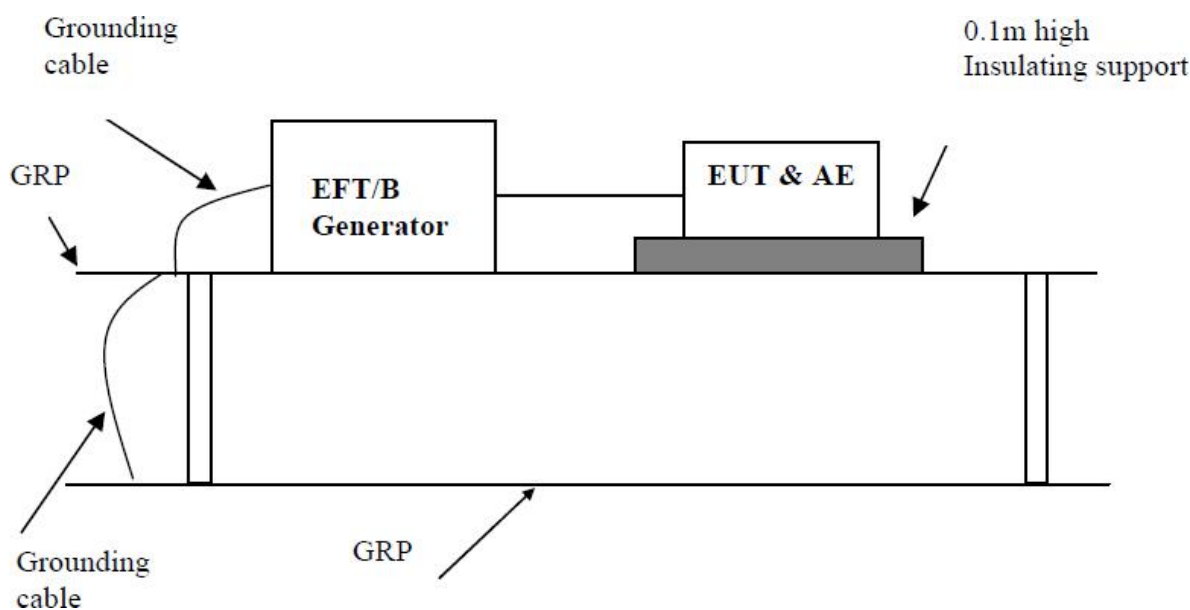 Grounding
cable
0.1m high
Insulating support
GRP
EFT/B
Generator
EUT & AE
GRP
Grounding
cable